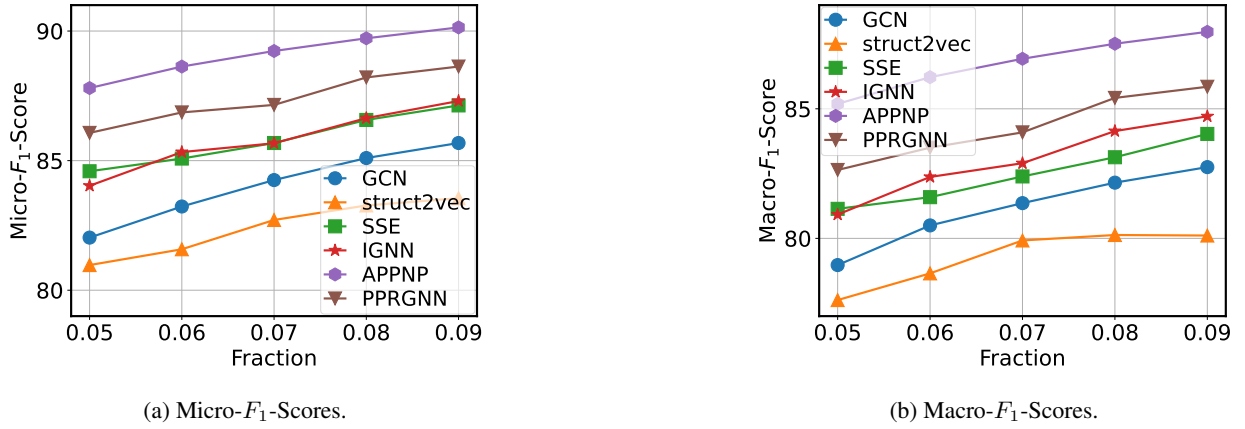 90
85
80
Micro-F₁-Score
GCN
struct2vec
SSE
IGNN
APPNP
PPRGNN
0.05 0.06 0.07 0.08 0.09
Fraction
(a) Micro-F₁-Scores.
85
80
Macro-F₁-Score
GCN
struct2vec
SSE
IGNN
APPNP
PPRGNN
0.05 0.06 0.07 0.08 0.09
Fraction
(b) Macro-F₁-Scores.